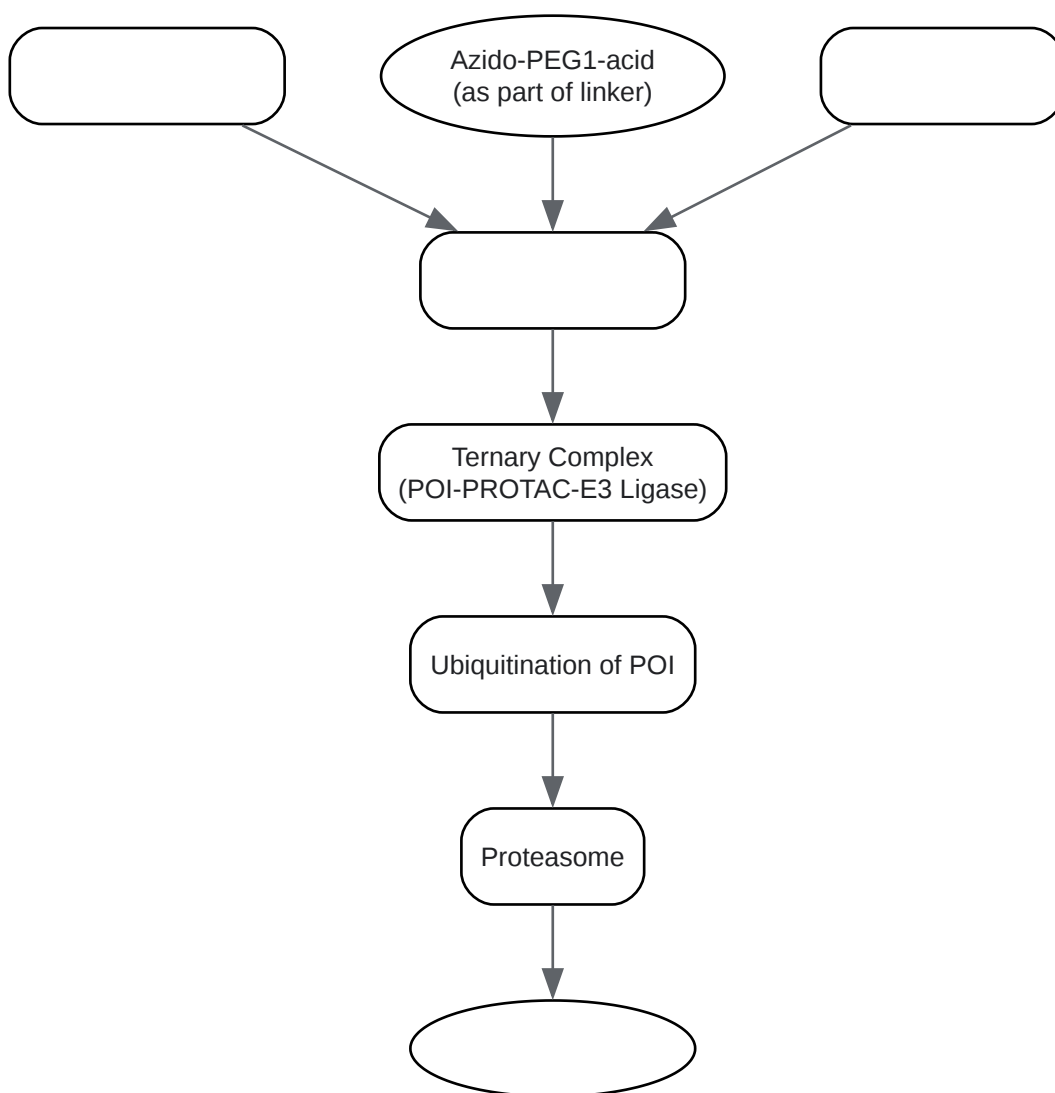 Azido-PEG1-acid
(as part of linker)
Ternary Complex
(POI-PROTAC-E3 Ligase)
Ubiquitination of POI
Proteasome